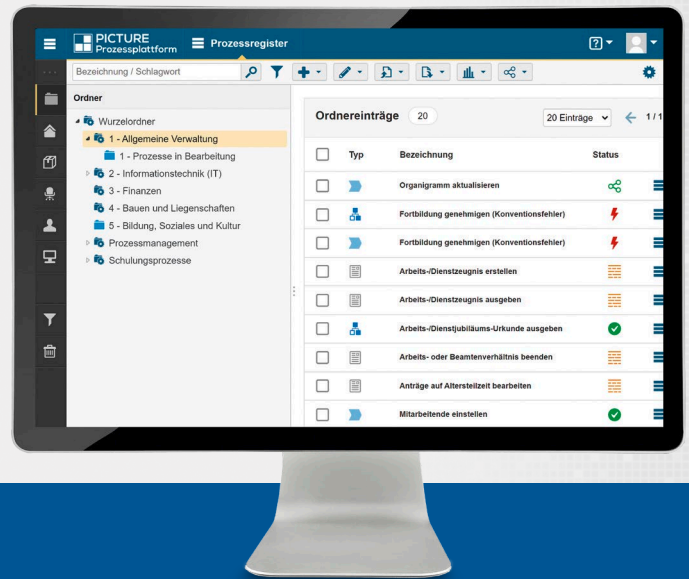 PICTURE
Prozessplattform
Prozessregister
Bezeichnung / Schlagwort
Ordner
Wurzelordner
1 - Allgemeine Verwaltung
1 - Prozesse in Bearbeitung
2 - Informationstechnik (IT)
3 - Finanzen
4 - Bauen und Liegenschaften
5 - Bildung, Soziales und Kultur
Prozessmanagement
Schulungsprozesse
Ordnereinträge 20
20 Einträge
1 / 1
Typ Bezeichnung Status
Organigramm aktualisieren
Fortbildung genehmigen (Konventionsfehler)
Fortbildung genehmigen (Konventionsfehler)
Arbeits-/Dienstzeugnis erstellen
Arbeits-/Dienstzeugnis ausgeben
Arbeits-/Dienstjubiläums-Urkunde ausgeben
Arbeits- oder Beamtenverhältnis beenden
Anträge auf Altersteilzeit bearbeiten
Mitarbeitende einstellen